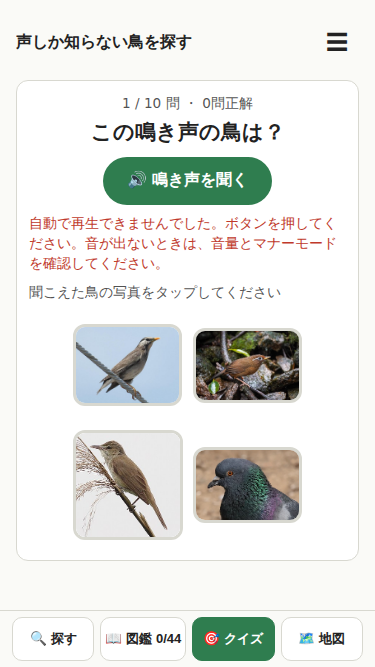 声しか知らない鳥を探す
1 / 10 問 ・ 0問正解
この鳴き声の鳥は？
🔊 鳴き声を聞く
自動で再生できませんでした。ボタンを押してく
ださい。音が出ないときは、音量とマナーモード
を確認してください。
聞こえた鳥の写真をタップしてください
🔍 探す
📖 図鑑 0/44
🎯 クイズ
🗺️ 地図